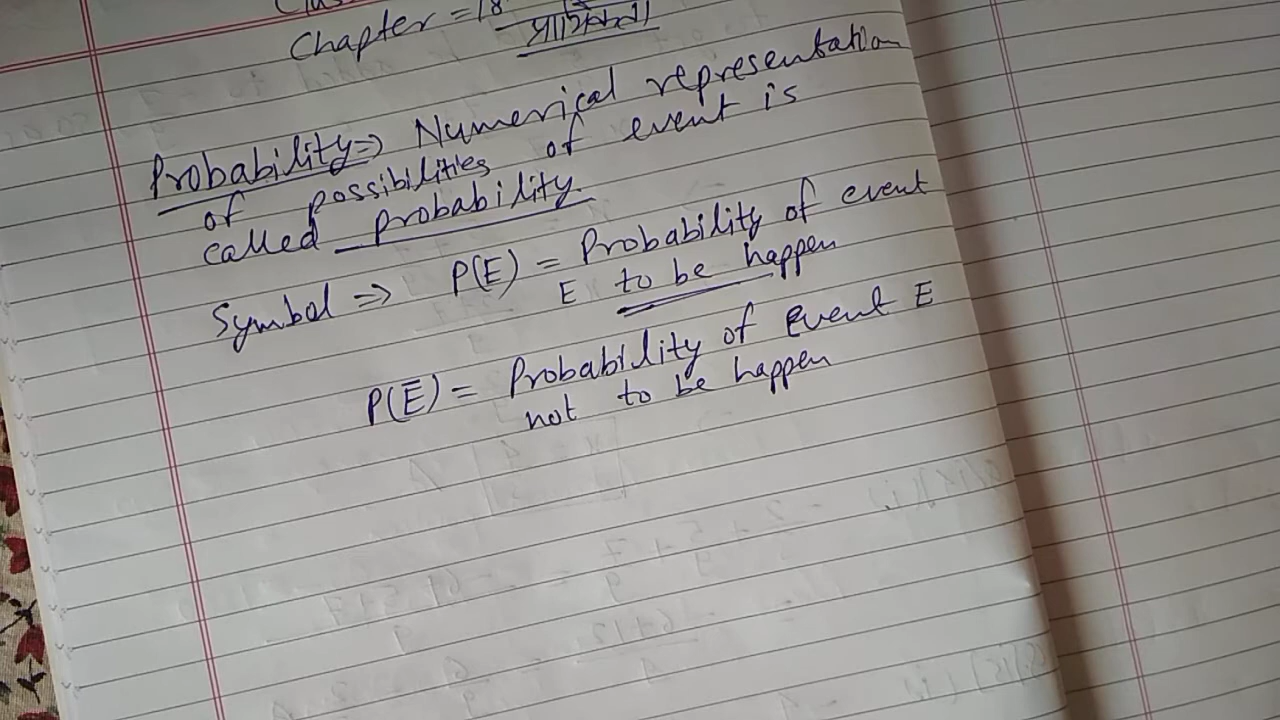 Chapter = 18
प्रायिकता
Probability => Numerical representation
of possibilities of event is
called probability.
Symbol => P(E) = Probability of event
E to be happen
P(Ē) = Probability of event E
not to be happen